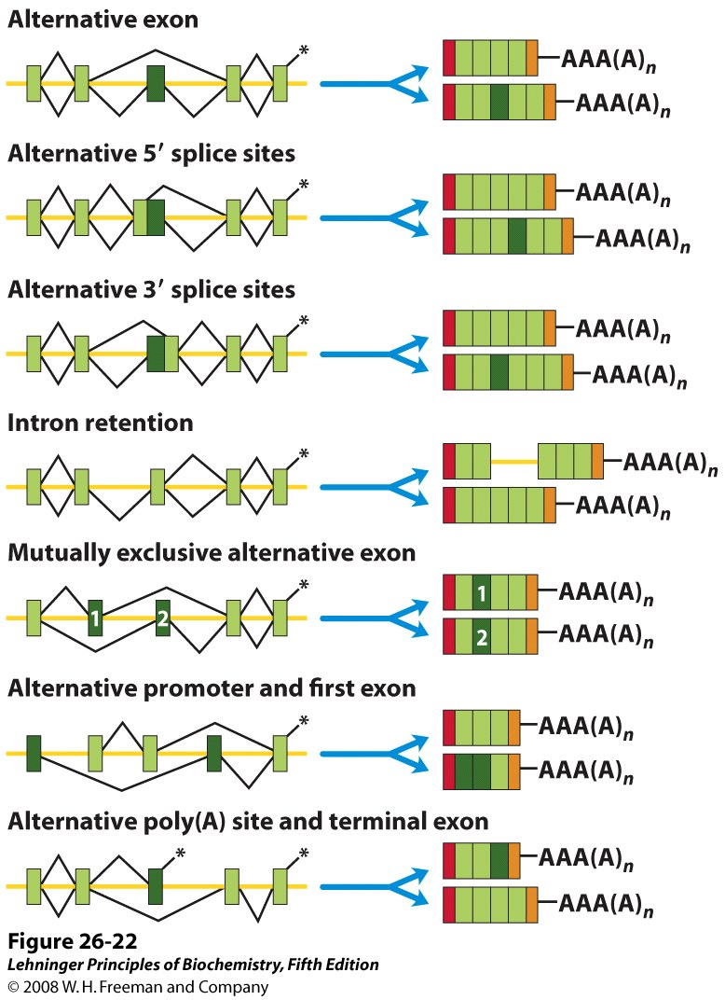 Alternative exon
*
AAA(A)n
AAA(A)n
Alternative 5′ splice sites
*
AAA(A)n
AAA(A)n
Alternative 3′ splice sites
*
AAA(A)n
AAA(A)n
Intron retention
*
AAA(A)n
AAA(A)n
Mutually exclusive alternative exon
*
1 2
1 AAA(A)n
2 AAA(A)n
Alternative promoter and first exon
*
AAA(A)n
AAA(A)n
Alternative poly(A) site and terminal exon
* *
AAA(A)n
AAA(A)n
Figure 26-22
Lehninger Principles of Biochemistry, Fifth Edition
© 2008 W. H. Freeman and Company